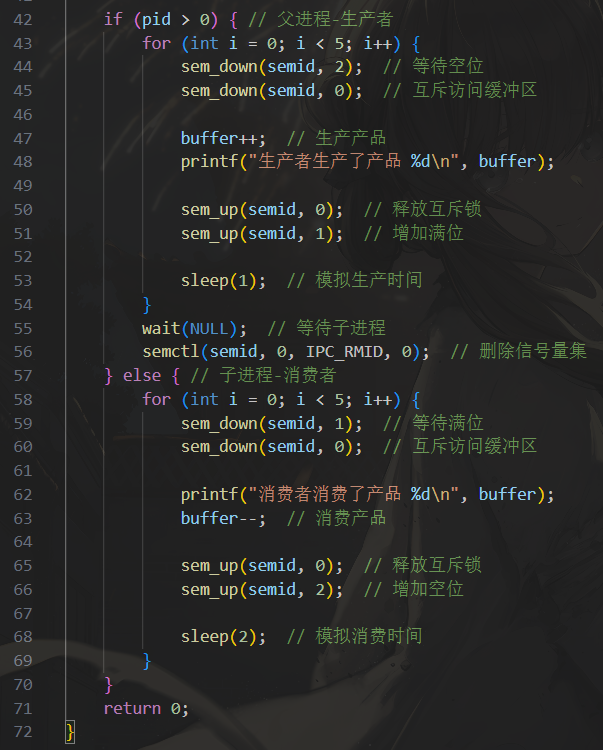 42 if (pid > 0) { // 父进程-生产者
43 for (int i = 0; i < 5; i++) {
44 sem_down(semid, 2); // 等待空位
45 sem_down(semid, 0); // 互斥访问缓冲区
46
47 buffer++; // 生产产品
48 printf("生产者生产了产品 %d\n", buffer);
49
50 sem_up(semid, 0); // 释放互斥锁
51 sem_up(semid, 1); // 增加满位
52
53 sleep(1); // 模拟生产时间
54 }
55 wait(NULL); // 等待子进程
56 semctl(semid, 0, IPC_RMID, 0); // 删除信号量集
57 } else { // 子进程-消费者
58 for (int i = 0; i < 5; i++) {
59 sem_down(semid, 1); // 等待满位
60 sem_down(semid, 0); // 互斥访问缓冲区
61
62 printf("消费者消费了产品 %d\n", buffer);
63 buffer--; // 消费产品
64
65 sem_up(semid, 0); // 释放互斥锁
66 sem_up(semid, 2); // 增加空位
67
68 sleep(2); // 模拟消费时间
69 }
70 }
71 return 0;
72 }